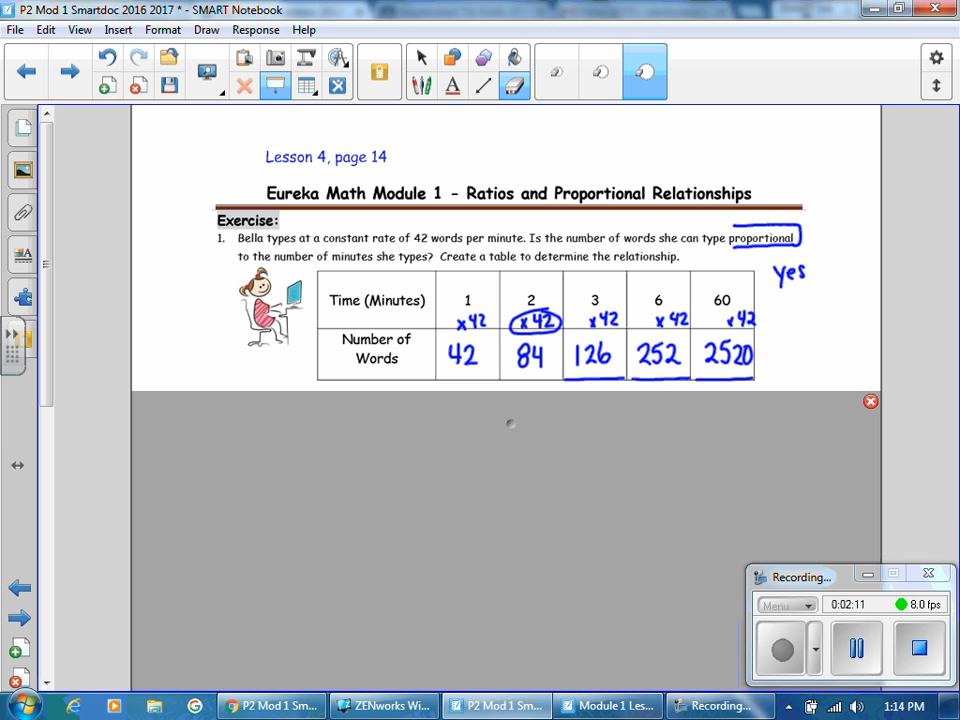 P2 Mod 1 Smartdoc 2016 2017 * - SMART Notebook
File Edit View Insert Format Draw Response Help
Lesson 4, page 14
Eureka Math Module 1 - Ratios and Proportional Relationships
Exercise:
1. Bella types at a constant rate of 42 words per minute. Is the number of words she can type proportional
to the number of minutes she types? Create a table to determine the relationship.
yes
Time (Minutes) 1 2 3 6 60
x 42 x 42 x 42 x 42 x 42
Number of
Words
42 84 126 252 2520
Recording...
Menu 0:02:11 8.0 fps
P2 Mod 1 Sm... ZENworks Wi... P2 Mod 1 Sm... Module 1 Les... Recording... 1:14 PM